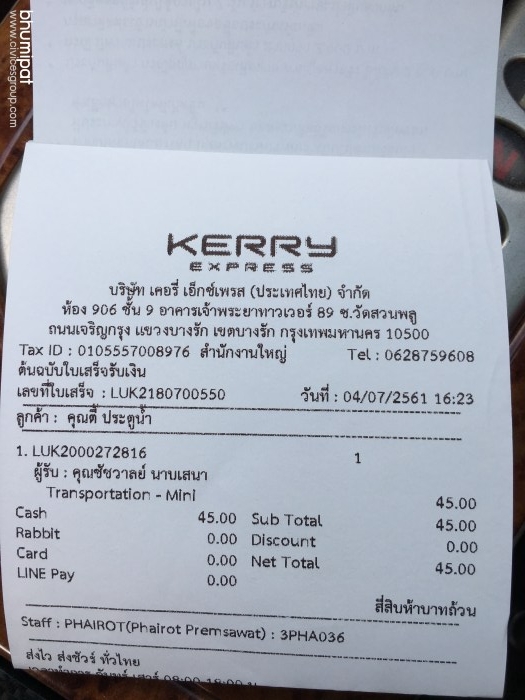 bhumipat
www.civicesgroup.com
KERRY
EXPRESS
บริษัท เคอรี่ เอ็กซ์เพรส (ประเทศไทย) จำกัด
ห้อง 906 ชั้น 9 อาคารเจ้าพระยาทาวเวอร์ 89 ซ.วัดสวนพลู
ถนนเจริญกรุง แขวงบางรัก เขตบางรัก กรุงเทพมหานคร 10500
Tax ID : 0105557008976 สำนักงานใหญ่ Tel : 0628759608
ต้นฉบับใบเสร็จรับเงิน
เลขที่ใบเสร็จ : LUK2180700550 วันที่ : 04/07/2561 16:23
ลูกค้า : คุณตี๋ ประตูน้ำ
1. LUK2000272816 1
ผู้รับ : คุณชัชวาลย์ นาบเสนา
Transportation - Mini 45.00
Cash 45.00 Sub Total 45.00
Rabbit 0.00 Discount 0.00
Card 0.00 Net Total 45.00
LINE Pay 0.00
สี่สิบห้าบาทถ้วน
Staff : PHAIROT(Phairot Premsawat) : 3PHA036
ส่งไว ส่งชัวร์ ทั่วไทย